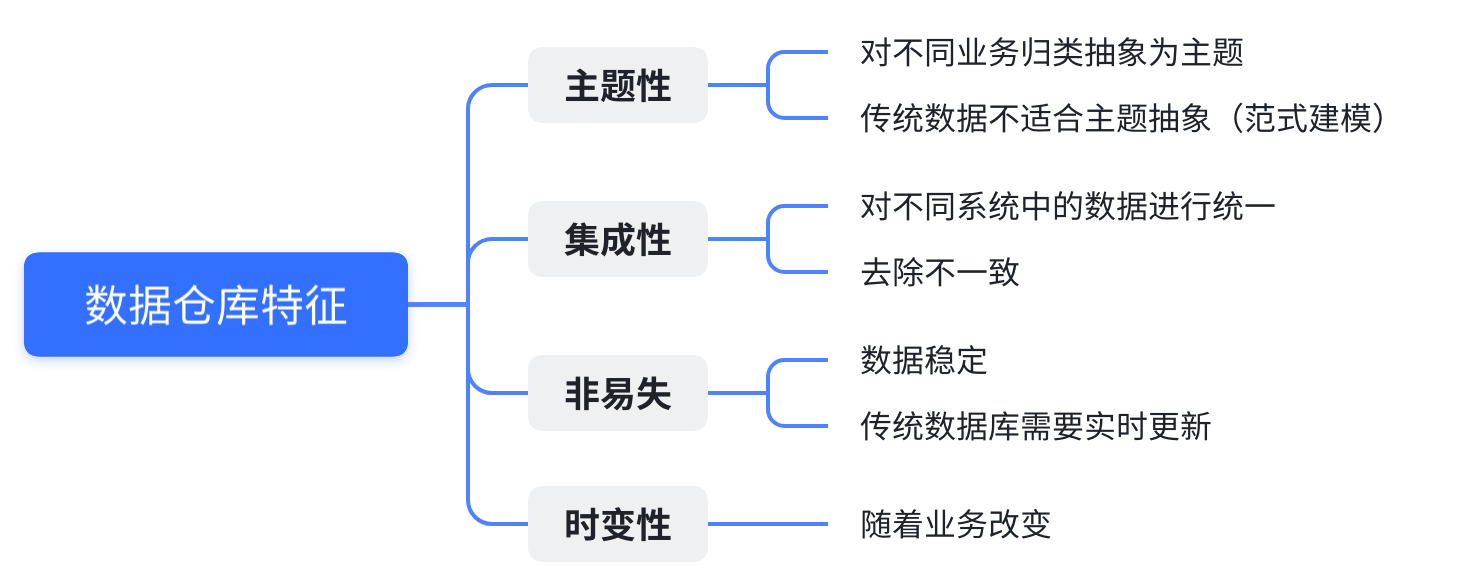 数据仓库特征
主题性
对不同业务归类抽象为主题
传统数据不适合主题抽象（范式建模）
集成性
对不同系统中的数据进行统一
去除不一致
非易失
数据稳定
传统数据库需要实时更新
时变性
随着业务改变